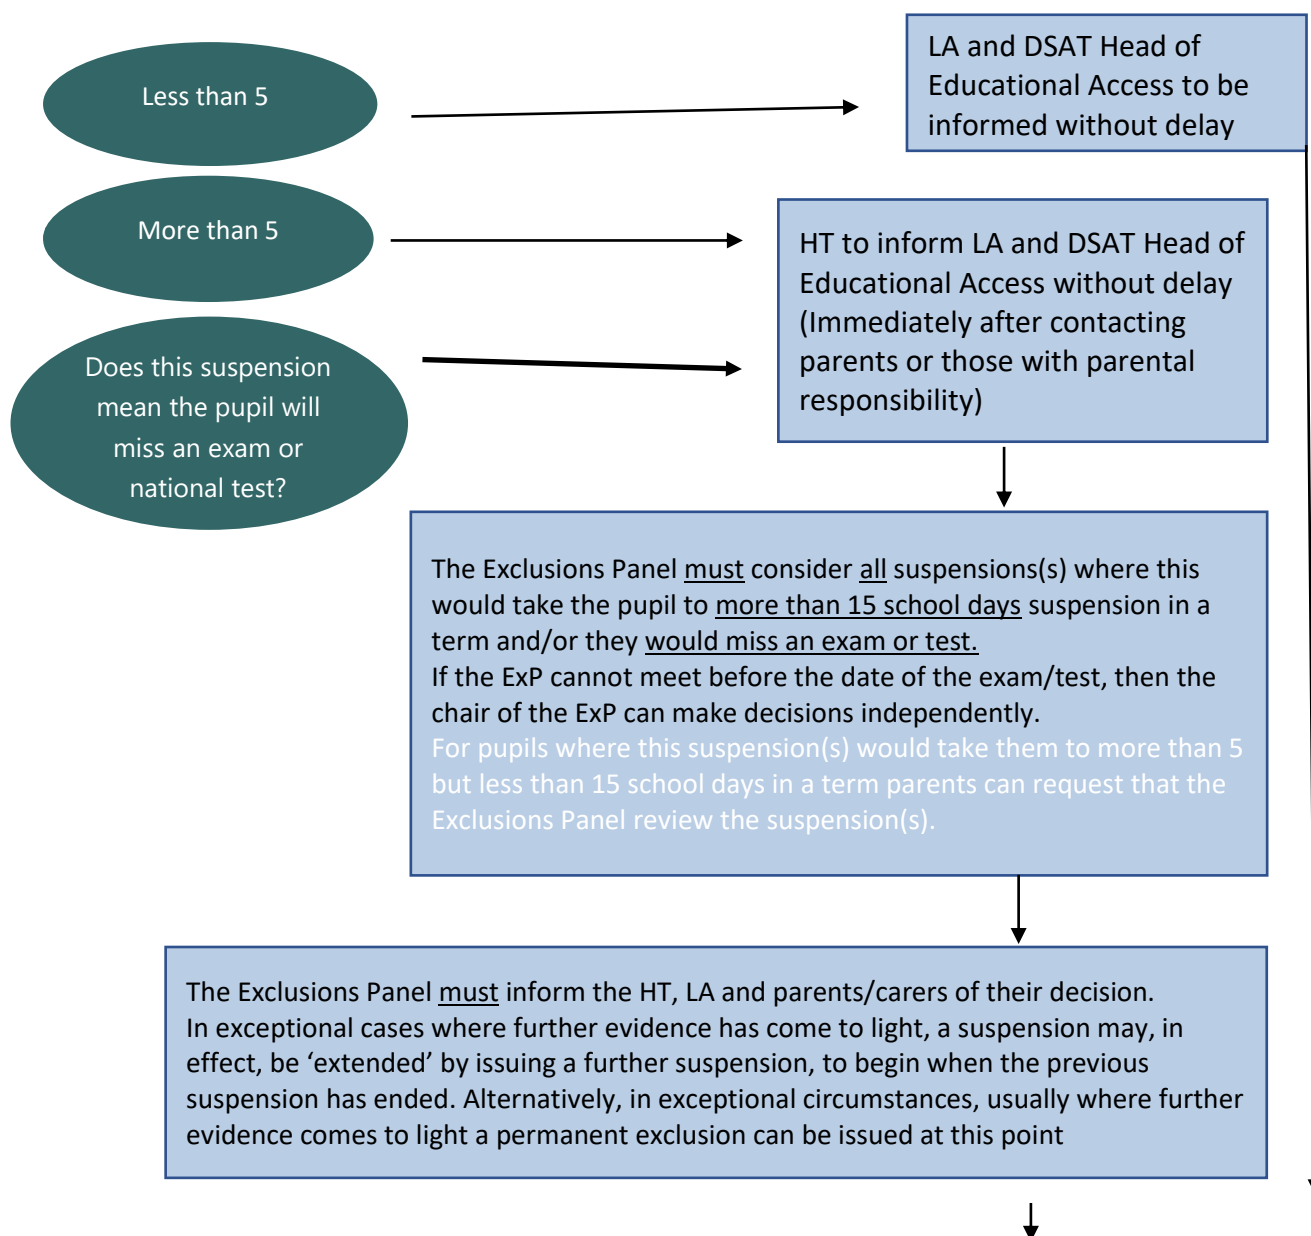 Less than 5
LA and DSAT Head of
Educational Access to be
informed without delay
More than 5
HT to inform LA and DSAT Head of
Educational Access without delay
(Immediately after contacting
parents or those with parental
responsibility)
Does this suspension
mean the pupil will
miss an exam or
national test?
The Exclusions Panel must consider all suspensions(s) where this
would take the pupil to more than 15 school days suspension in a
term and/or they would miss an exam or test.
If the ExP cannot meet before the date of the exam/test, then the
chair of the ExP can make decisions independently.
For pupils where this suspension(s) would take them to more than 5
but less than 15 school days in a term parents can request that the
Exclusions Panel review the suspension(s).
The Exclusions Panel must inform the HT, LA and parents/carers of their decision.
In exceptional cases where further evidence has come to light, a suspension may, in
effect, be ‘extended’ by issuing a further suspension, to begin when the previous
suspension has ended. Alternatively, in exceptional circumstances, usually where further
evidence comes to light a permanent exclusion can be issued at this point